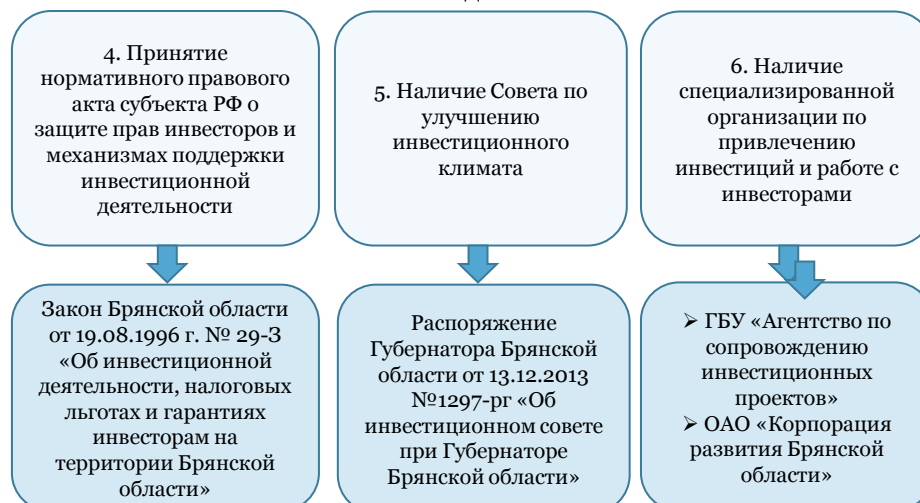 4. Принятие
нормативного правового
акта субъекта РФ о
защите прав инвесторов и
механизмах поддержки
инвестиционной
деятельности
5. Наличие Совета по
улучшению
инвестиционного
климата
6. Наличие
специализированной
организации по
привлечению
инвестиций и работе с
инвесторами
Закон Брянской области
от 19.08.1996 г. № 29-З
«Об инвестиционной
деятельности, налоговых
льготах и гарантиях
инвесторам на
территории Брянской
области»
Распоряжение
Губернатора Брянской
области от 13.12.2013
№1297-рг «Об
инвестиционном совете
при Губернаторе
Брянской области»
➢ ГБУ «Агентство по
сопровождению
инвестиционных
проектов»
➢ ОАО «Корпорация
развития Брянской
области»